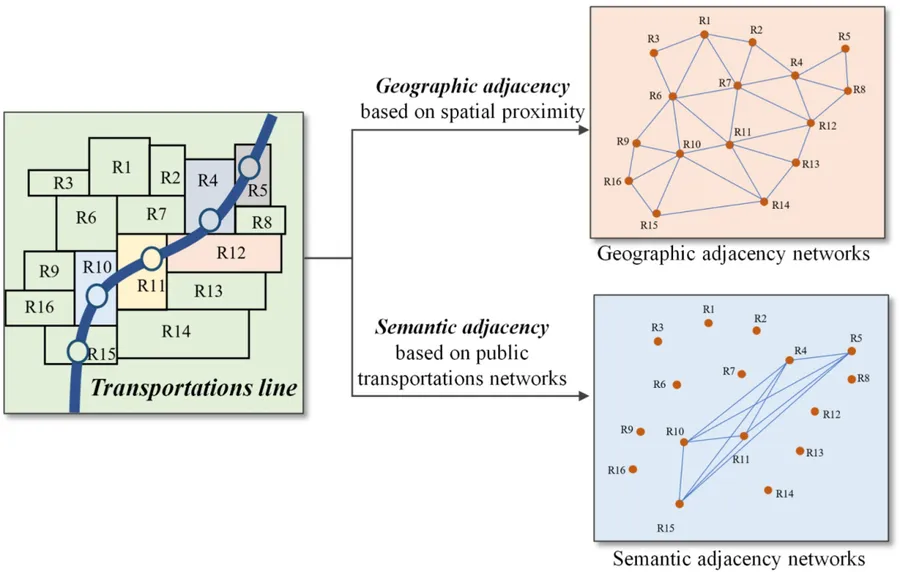 R1
R2
R3
R4
R5
R6
R7
R8
R9
R10
R11
R12
R13
R14
R15
R16
Transportations line
Geographic adjacency
based on spatial proximity
Semantic adjacency
based on public
transportations networks
R1
R2
R3
R5
R4
R7
R6
R8
R12
R11
R9
R10
R13
R16
R14
R15
Geographic adjacency networks
R1
R2
R3
R5
R4
R7
R8
R6
R12
R9
R10
R11
R13
R16
R14
R15
Semantic adjacency networks